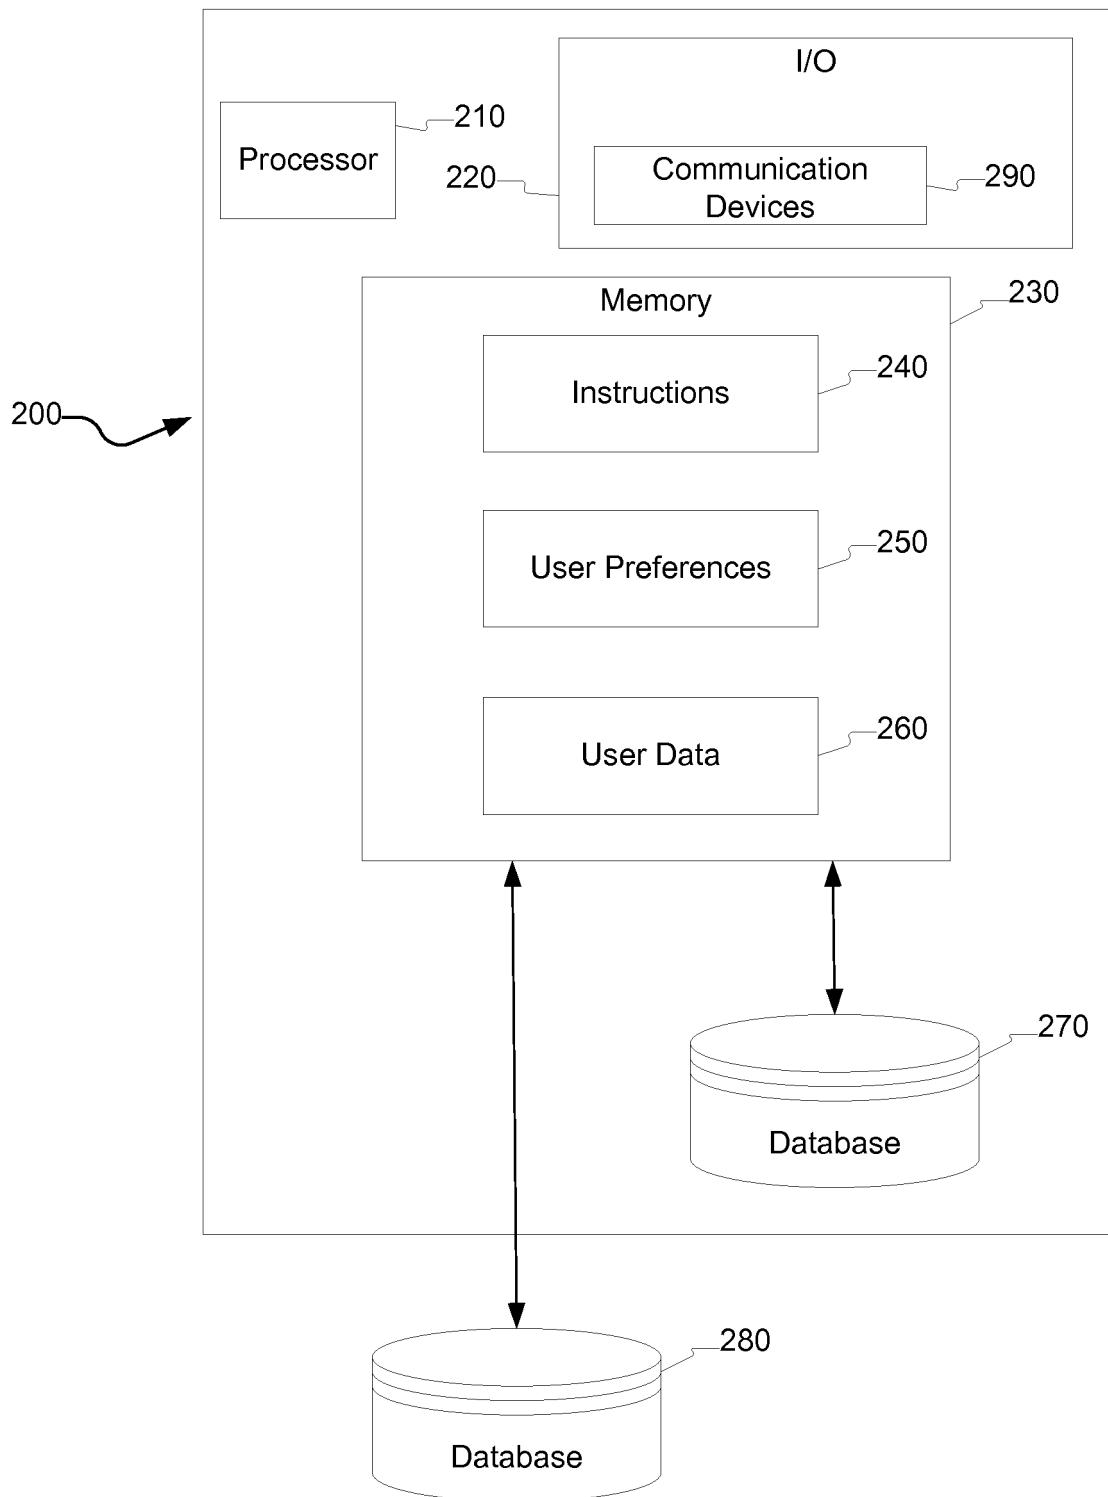 I/O
210
Processor
Communication
Devices
220
290
Memory
230
Instructions
240
200
User Preferences
250
User Data
260
270
Database
280
Database